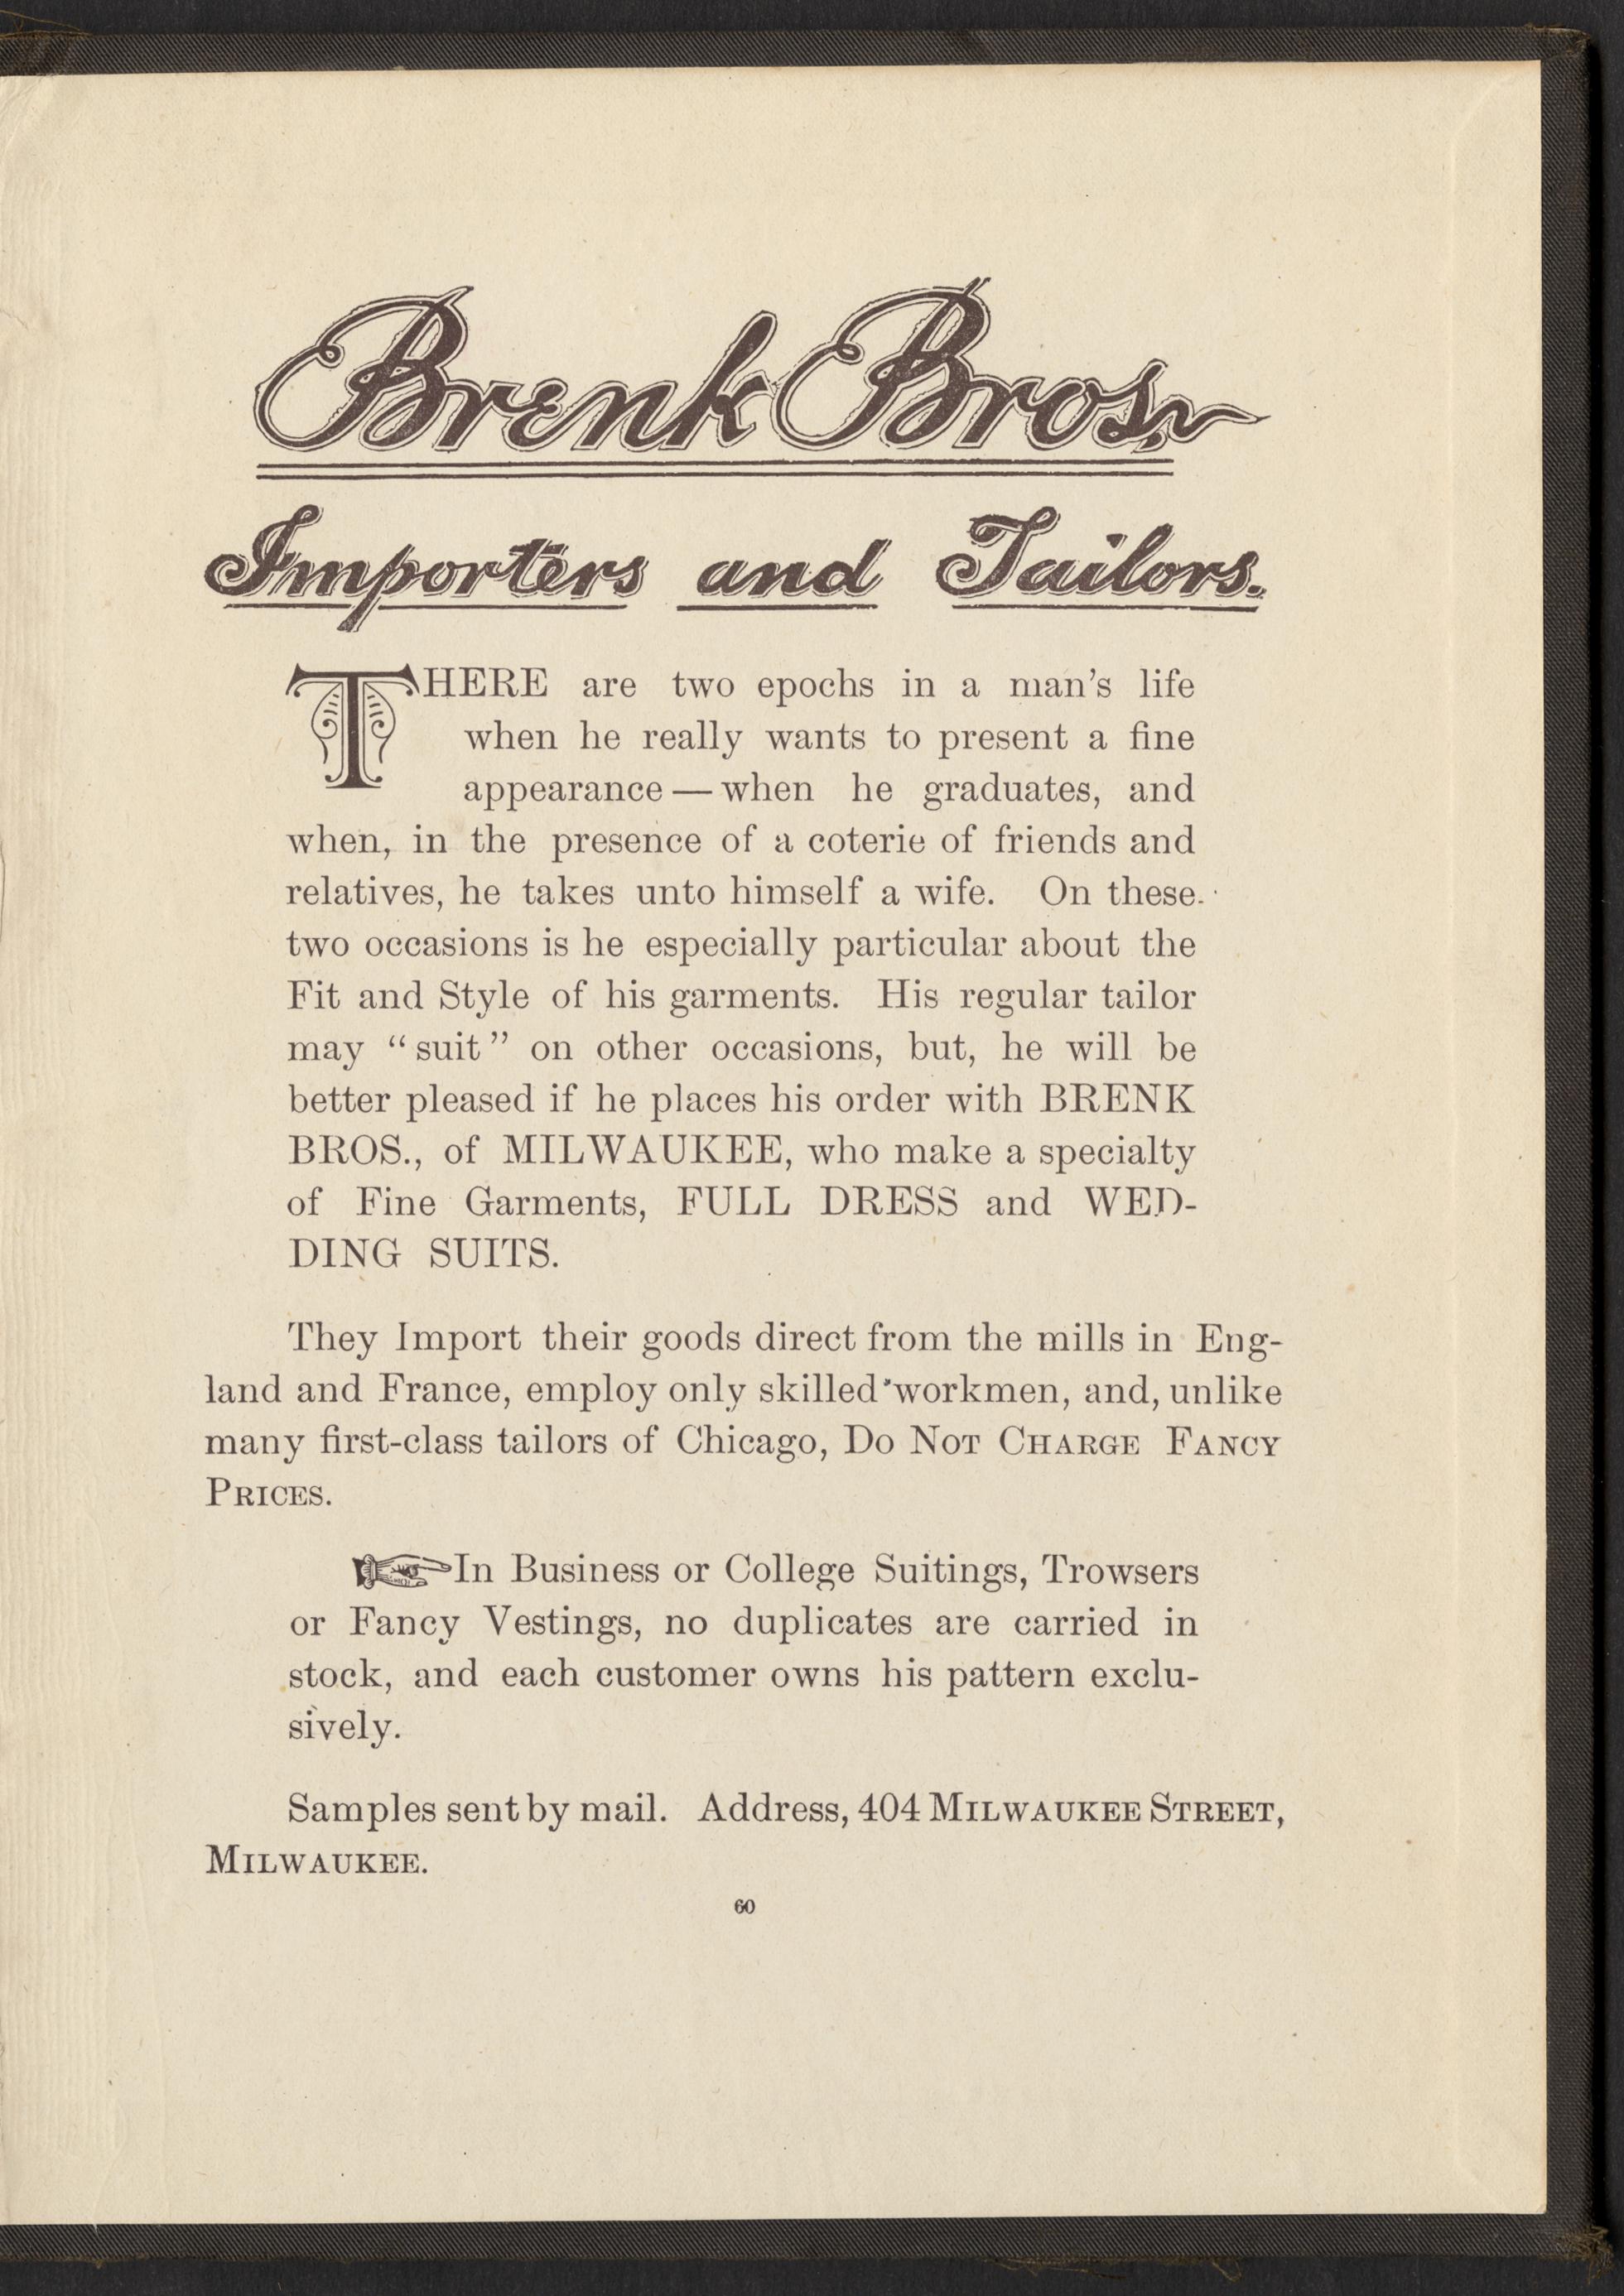 Brenk Bros.
Importers and Tailors.
THERE are two epochs in a man's life
when he really wants to present a fine
appearance — when he graduates, and
when, in the presence of a coterie of friends and
relatives, he takes unto himself a wife. On these
two occasions is he especially particular about the
Fit and Style of his garments. His regular tailor
may “suit” on other occasions, but, he will be
better pleased if he places his order with BRENK
BROS., of MILWAUKEE, who make a specialty
of Fine Garments, FULL DRESS and WED-
DING SUITS.
They Import their goods direct from the mills in Eng-
land and France, employ only skilled workmen, and, unlike
many first-class tailors of Chicago, DO NOT CHARGE FANCY
PRICES.
☞In Business or College Suitings, Trowsers
or Fancy Vestings, no duplicates are carried in
stock, and each customer owns his pattern exclu-
sively.
Samples sent by mail. Address, 404 MILWAUKEE STREET,
MILWAUKEE.
60